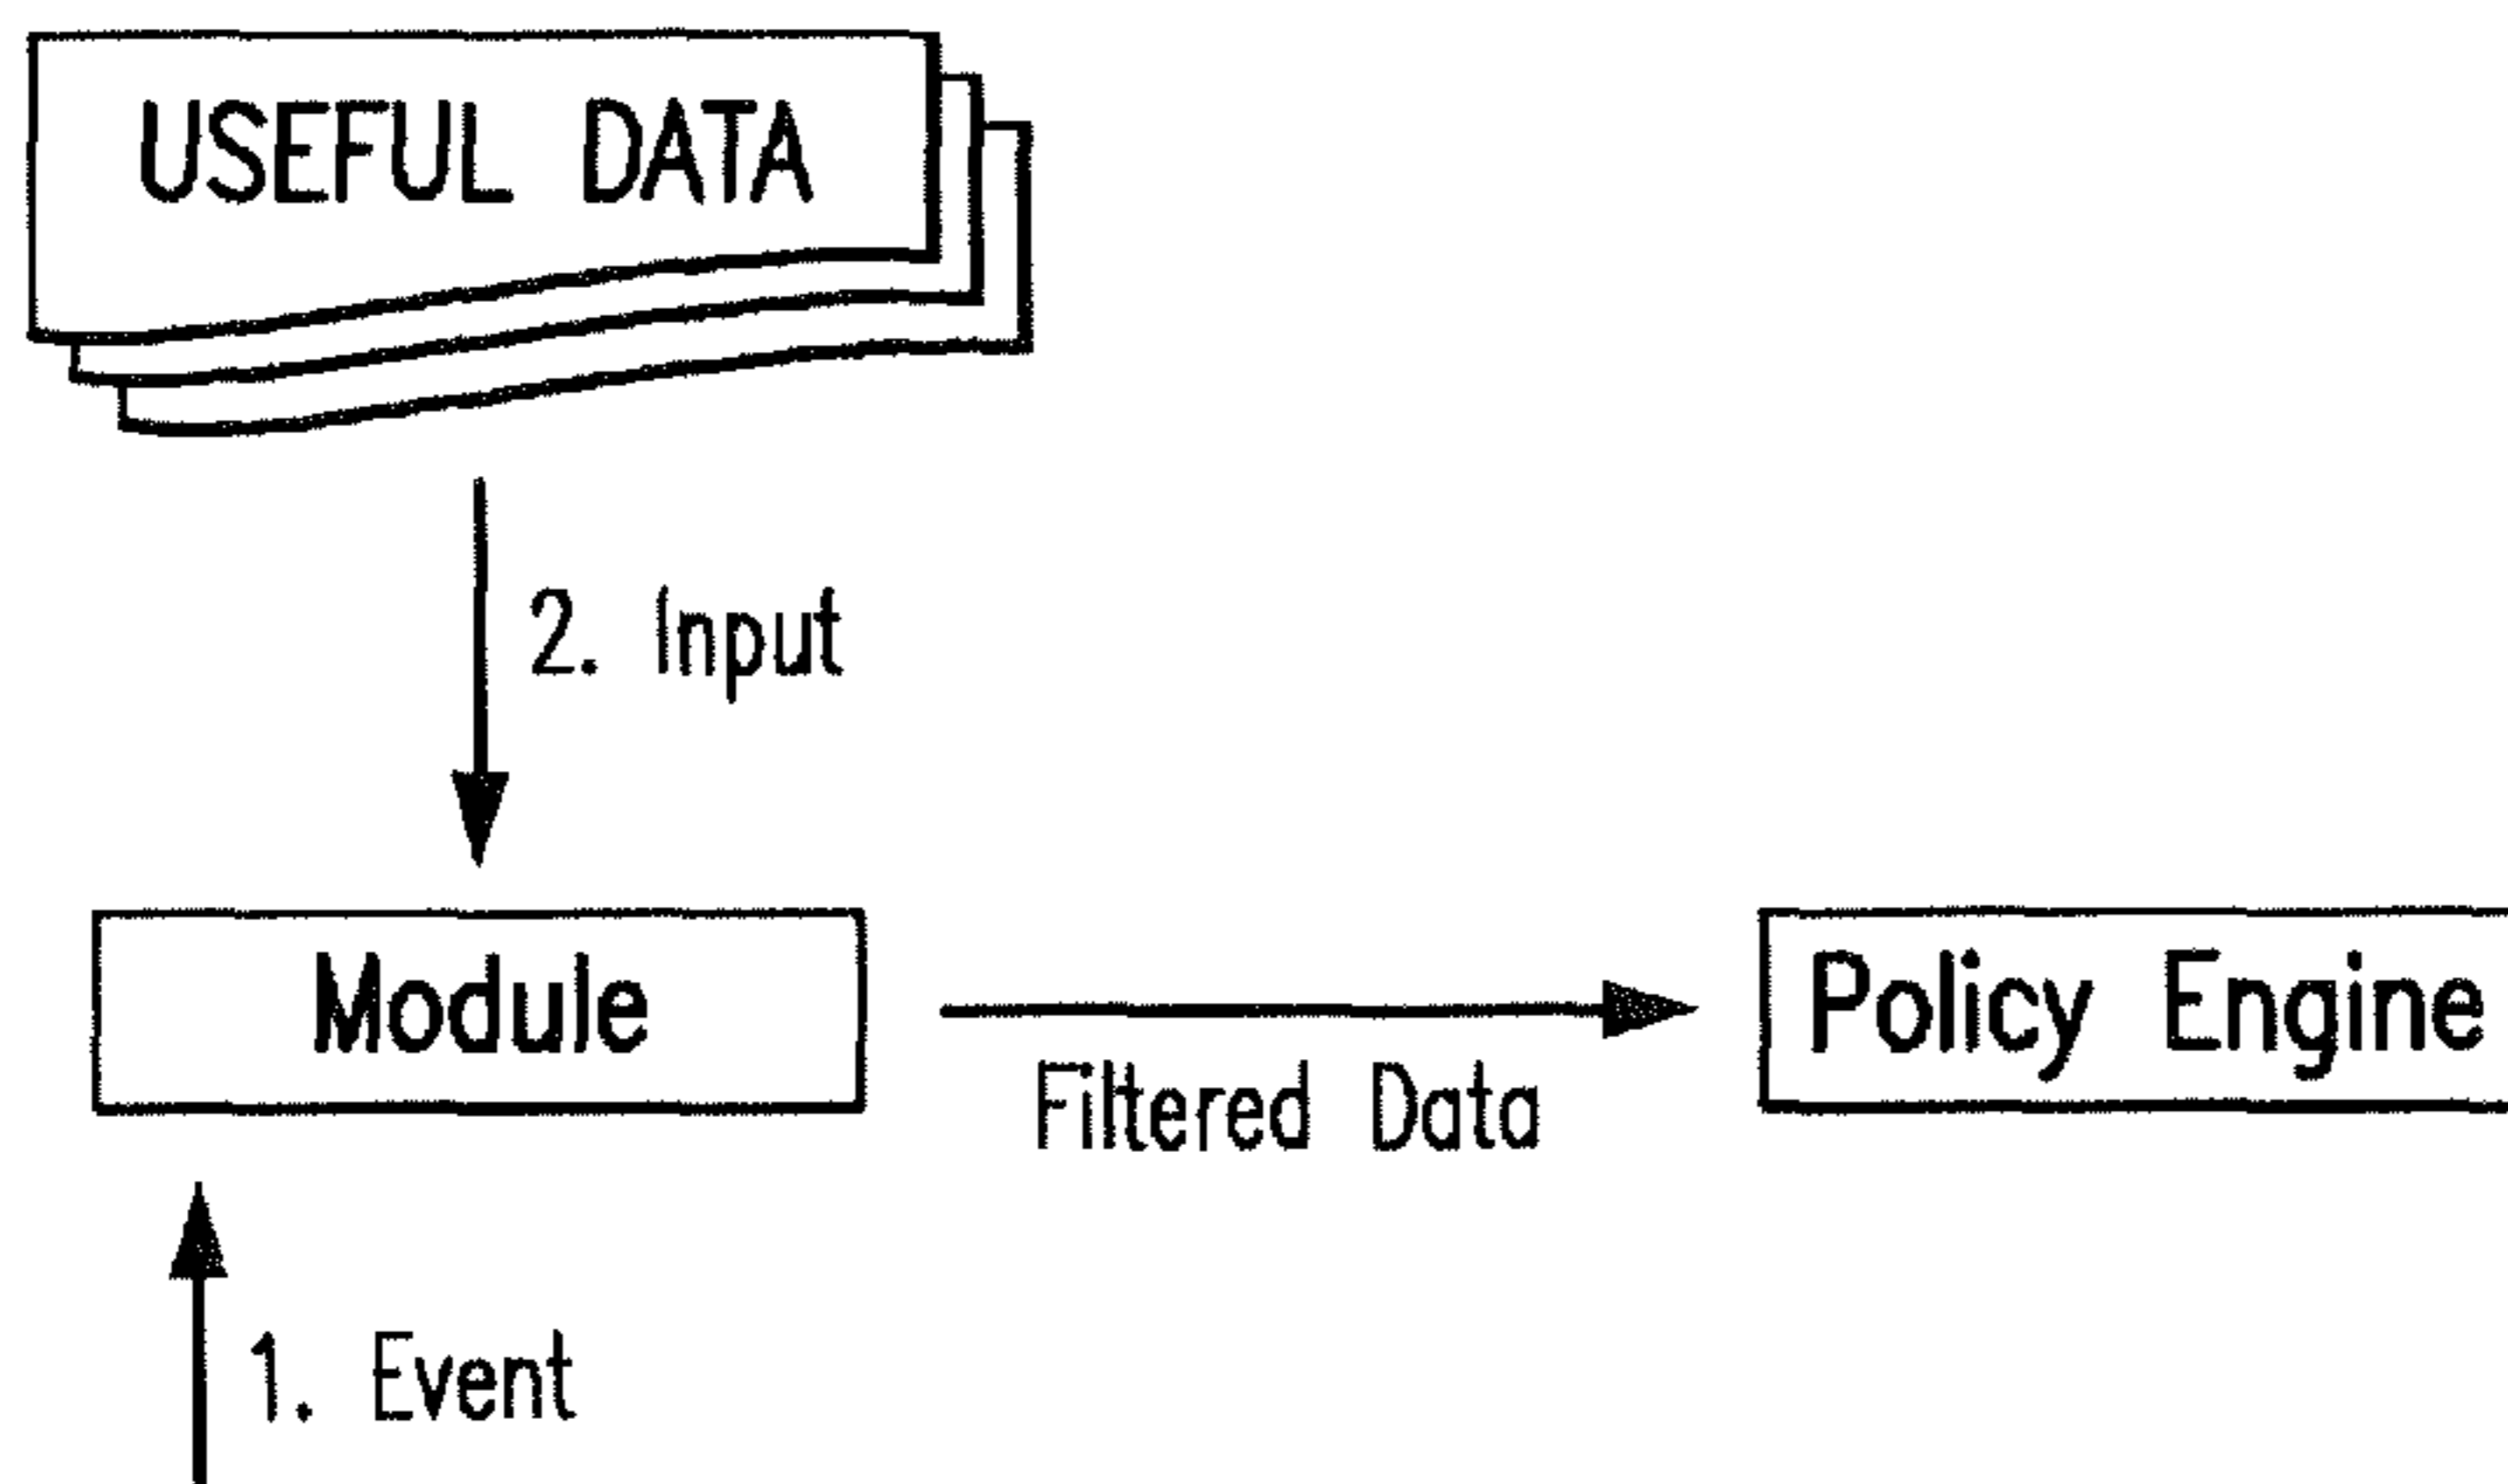 USEFUL DATA
2. Input
Module
Policy Engine
Filtered Data
1. Event